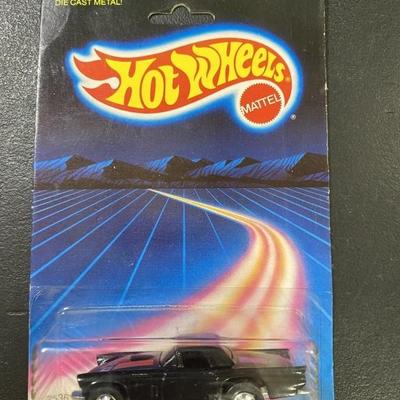 DIE CAST METAL!
HOT WHEELS
MATTEL
®